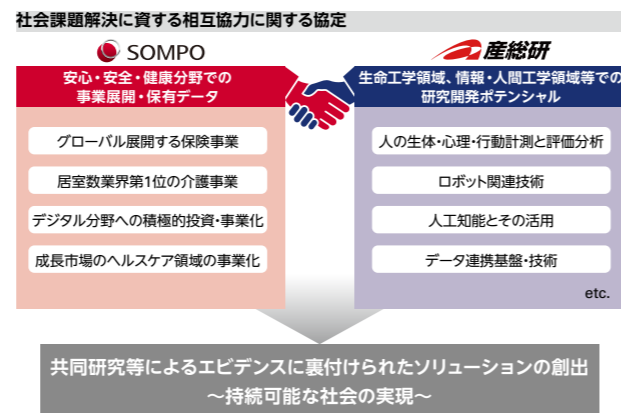 社会課題解決に資する相互協力に関する協定
SOMPO
産総研
安心・安全・健康分野での
事業展開・保有データ
生命工学領域、情報・人間工学領域等での
研究開発ポテンシャル
グローバル展開する保険事業
居室数業界第1位の介護事業
デジタル分野への積極的投資・事業化
成長市場のヘルスケア領域の事業化
人の生体・心理・行動計測と評価分析
ロボット関連技術
人工知能とその活用
データ連携基盤・技術
etc.
共同研究等によるエビデンスに裏付けられたソリューションの創出
〜持続可能な社会の実現〜